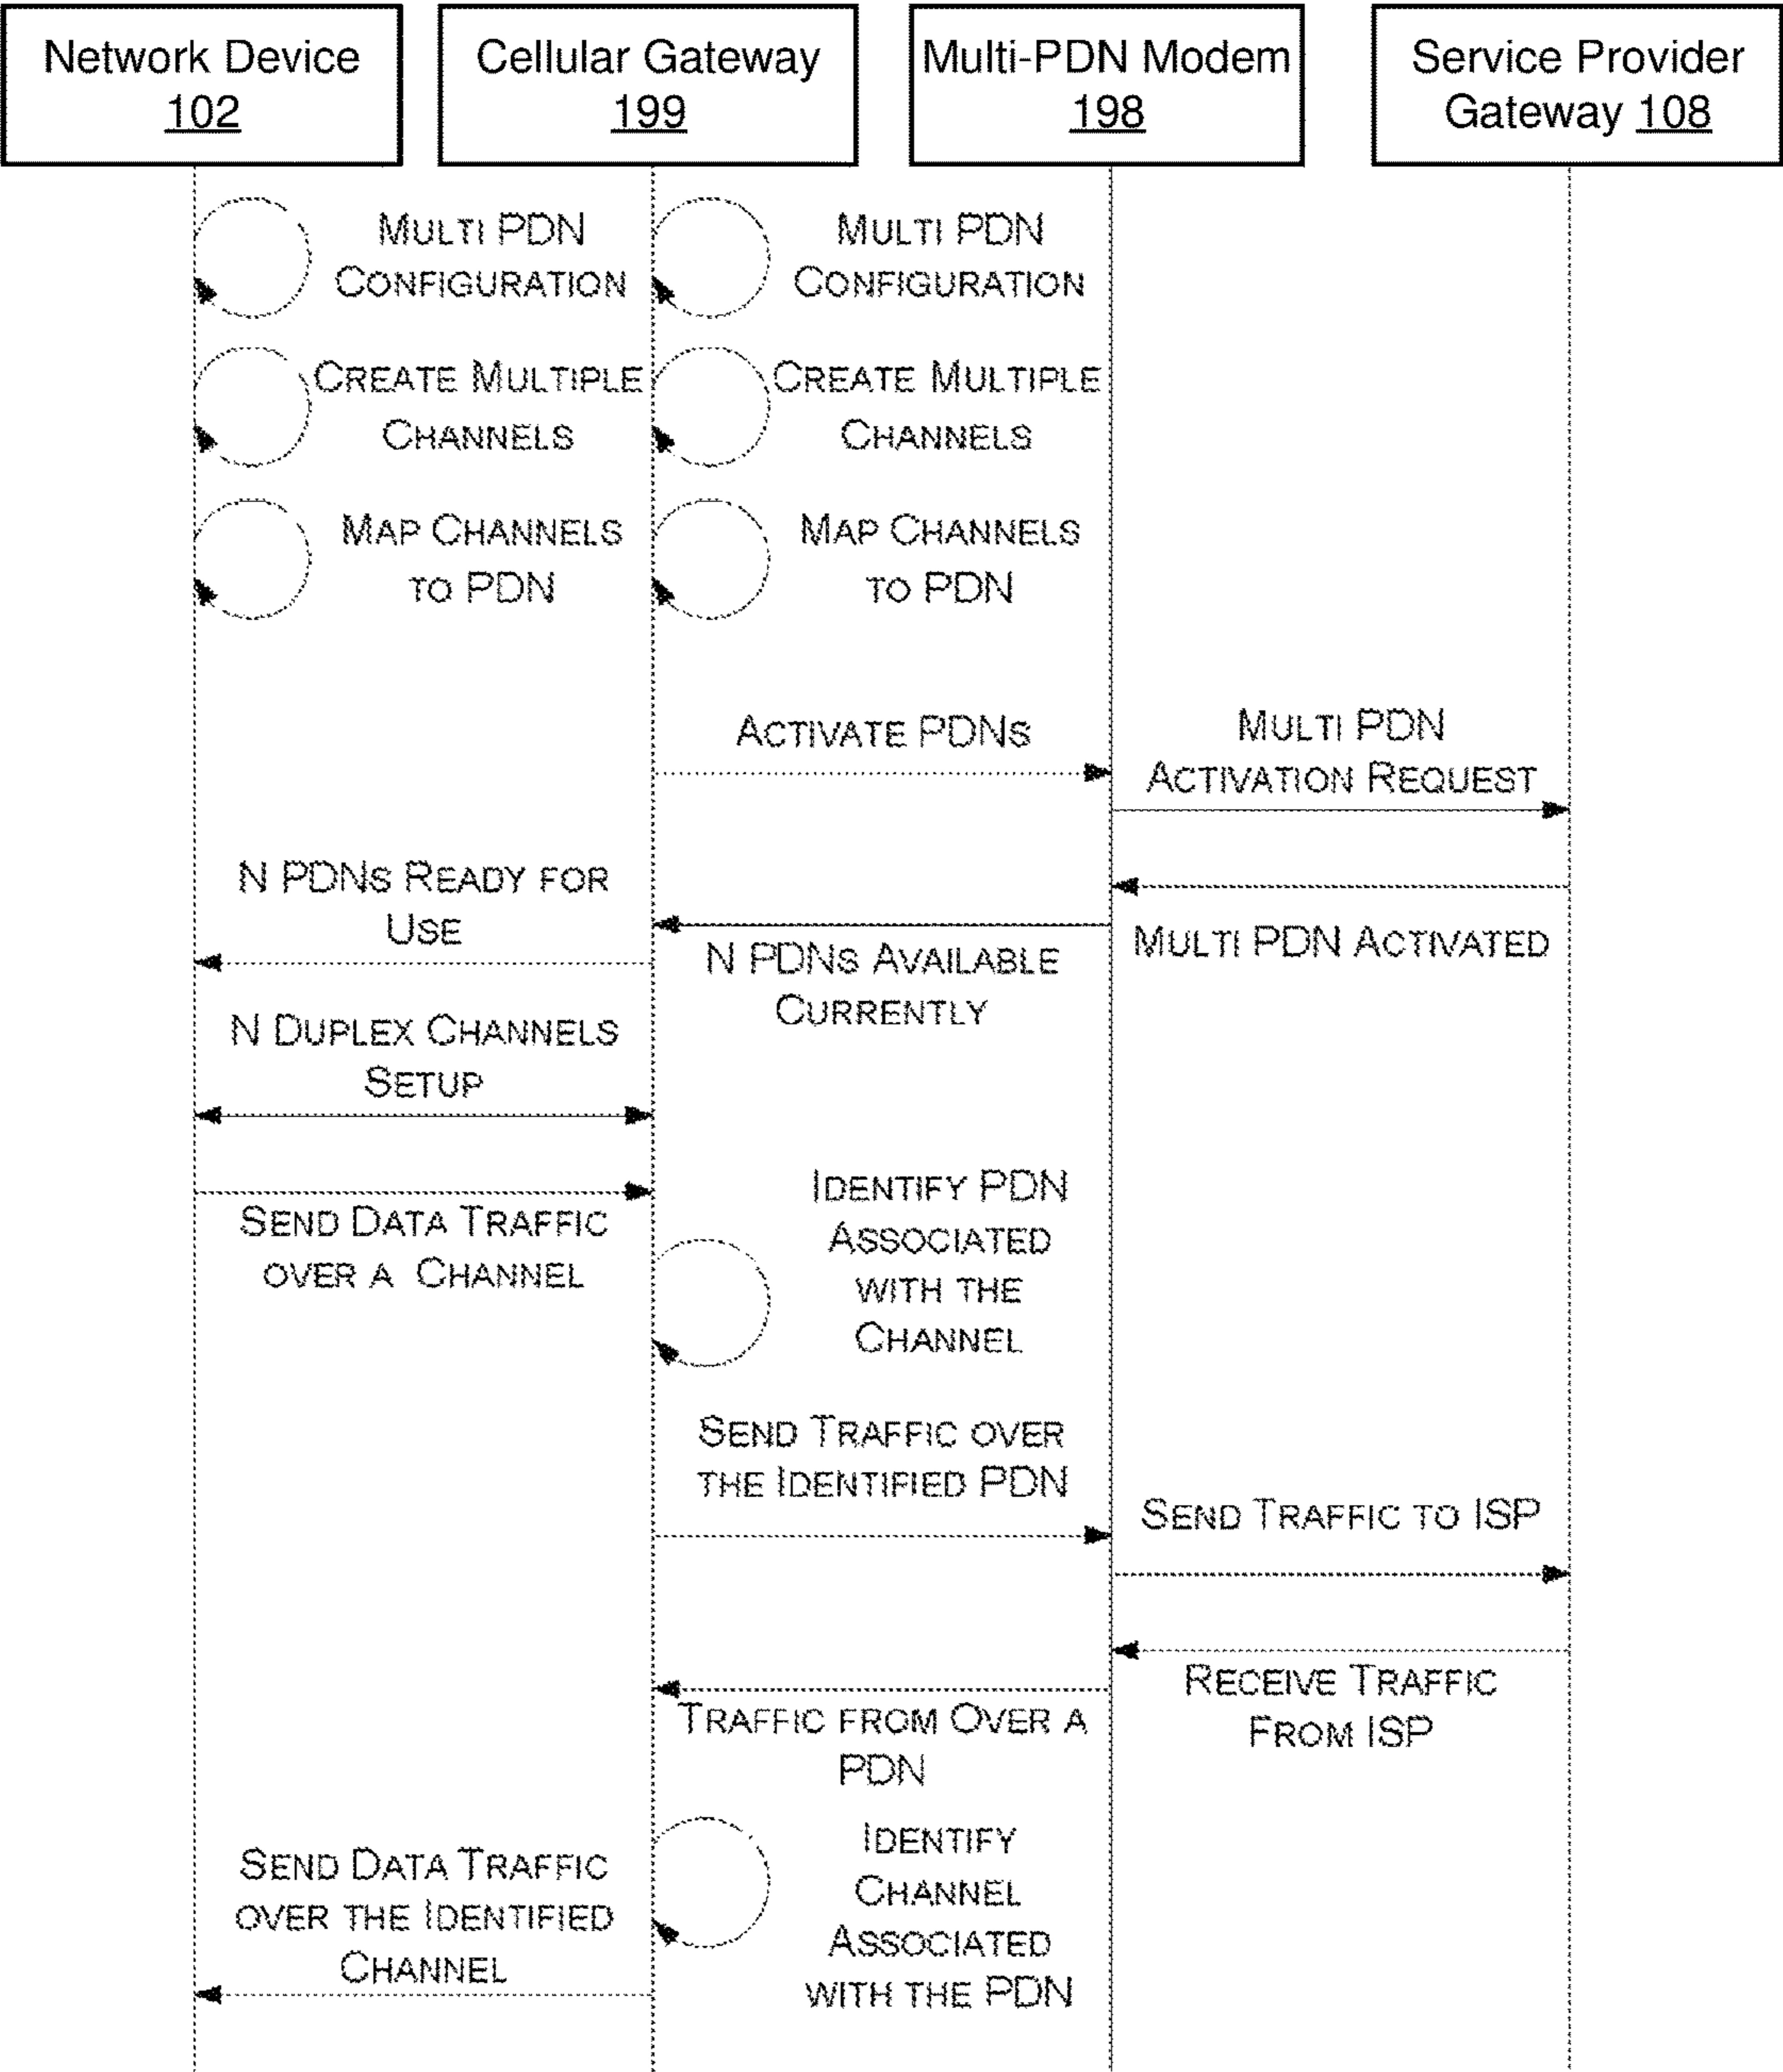 Network Device
102
Cellular Gateway
199
Multi-PDN Modem
198
Service Provider
Gateway 108
MULTI PDN
CONFIGURATION
MULTI PDN
CONFIGURATION
CREATE MULTIPLE
CHANNELS
CREATE MULTIPLE
CHANNELS
MAP CHANNELS
TO PDN
MAP CHANNELS
TO PDN
ACTIVATE PDNS
MULTI PDN
ACTIVATION REQUEST
N PDNS READY FOR
USE
MULTI PDN ACTIVATED
N PDNS AVAILABLE
CURRENTLY
N DUPLEX CHANNELS
SETUP
SEND DATA TRAFFIC
OVER A CHANNEL
IDENTIFY PDN
ASSOCIATED
WITH THE
CHANNEL
SEND TRAFFIC OVER
THE IDENTIFIED PDN
SEND TRAFFIC TO ISP
RECEIVE TRAFFIC
FROM ISP
TRAFFIC FROM OVER A
PDN
IDENTIFY
CHANNEL
ASSOCIATED
WITH THE PDN
SEND DATA TRAFFIC
OVER THE IDENTIFIED
CHANNEL